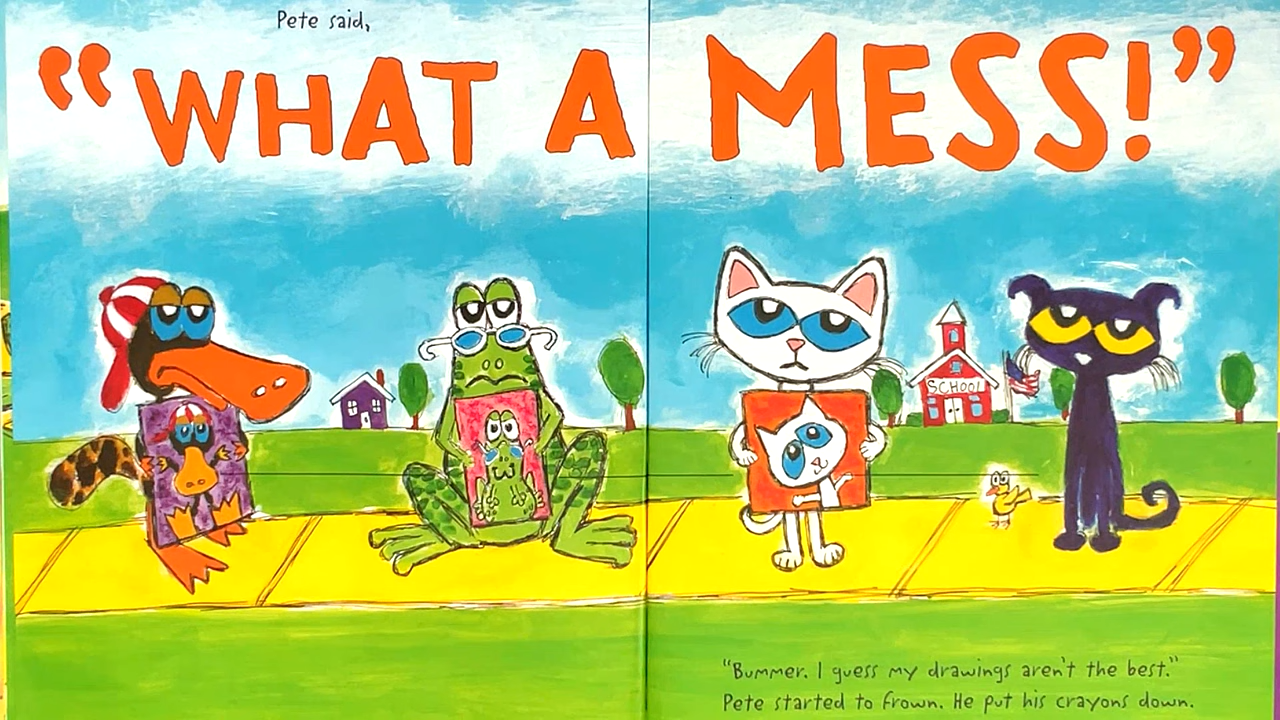 Pete said,
“WHAT A MESS!”
SCHOOL
“Bummer. I guess my drawings aren't the best.”
Pete started to frown. He put his crayons down.